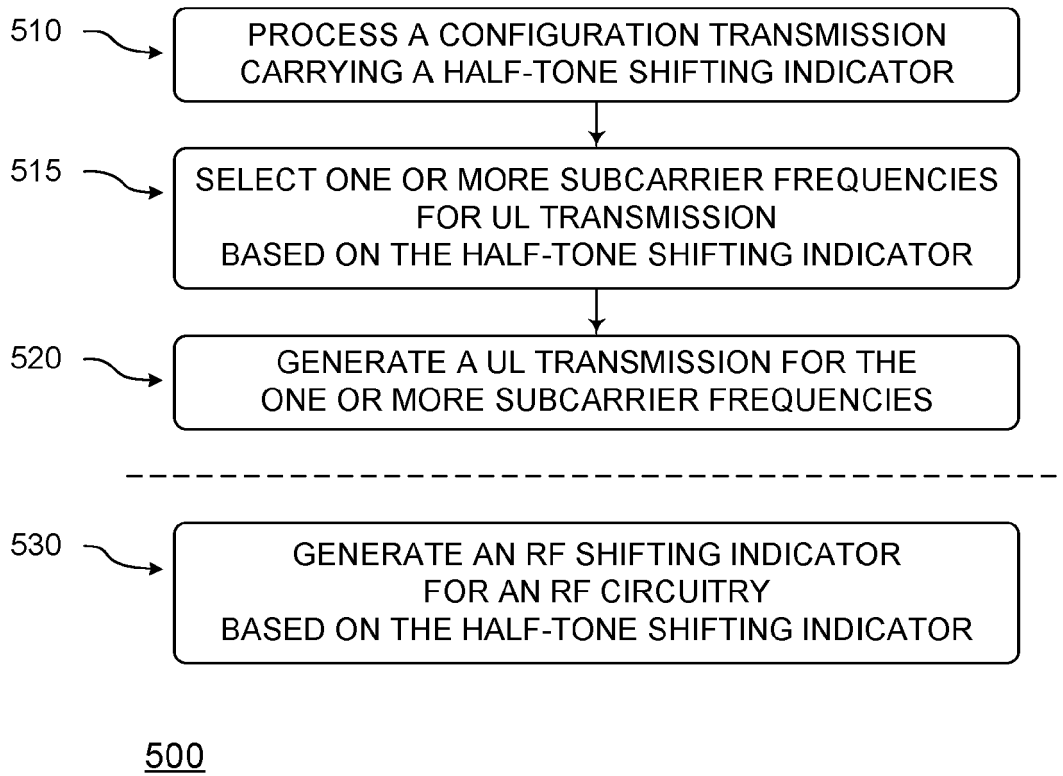 510
PROCESS A CONFIGURATION TRANSMISSION
CARRYING A HALF-TONE SHIFTING INDICATOR
515
SELECT ONE OR MORE SUBCARRIER FREQUENCIES
FOR UL TRANSMISSION
BASED ON THE HALF-TONE SHIFTING INDICATOR
520
GENERATE A UL TRANSMISSION FOR THE
ONE OR MORE SUBCARRIER FREQUENCIES
530
GENERATE AN RF SHIFTING INDICATOR
FOR AN RF CIRCUITRY
BASED ON THE HALF-TONE SHIFTING INDICATOR
500